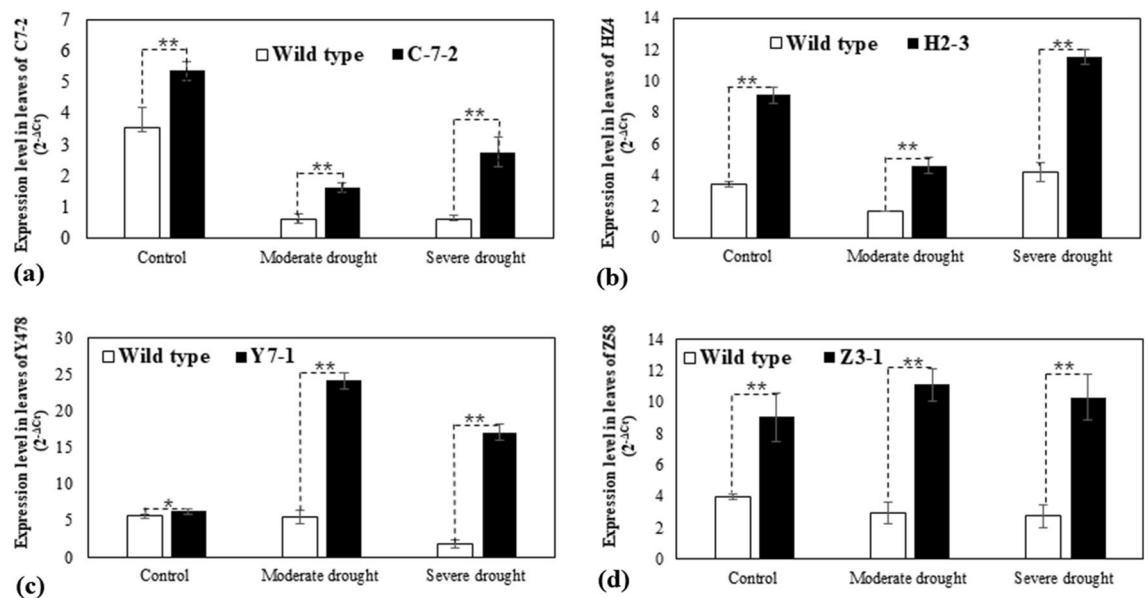 Expression level in leaves of C7-2
(2-ΔCt)
7
6
5
4
3
2
1
0
Wild type C-7-2
**
**
**
Control Moderate drought Severe drought
(a)
Expression level in leaves of HZ4
(2-ΔCt)
14
12
10
8
6
4
2
0
Wild type H2-3
**
**
**
Control Moderate drought Severe drought
(b)
Expression level in leaves of Y478
(2-ΔCt)
30
25
20
15
10
5
0
Wild type Y7-1
*
**
**
Control Moderate drought Severe drought
(c)
Expression level in leaves of Z58
(2-ΔCt)
14
12
10
8
6
4
2
0
Wild type Z3-1
**
**
**
Control Moderate drought Severe drought
(d)